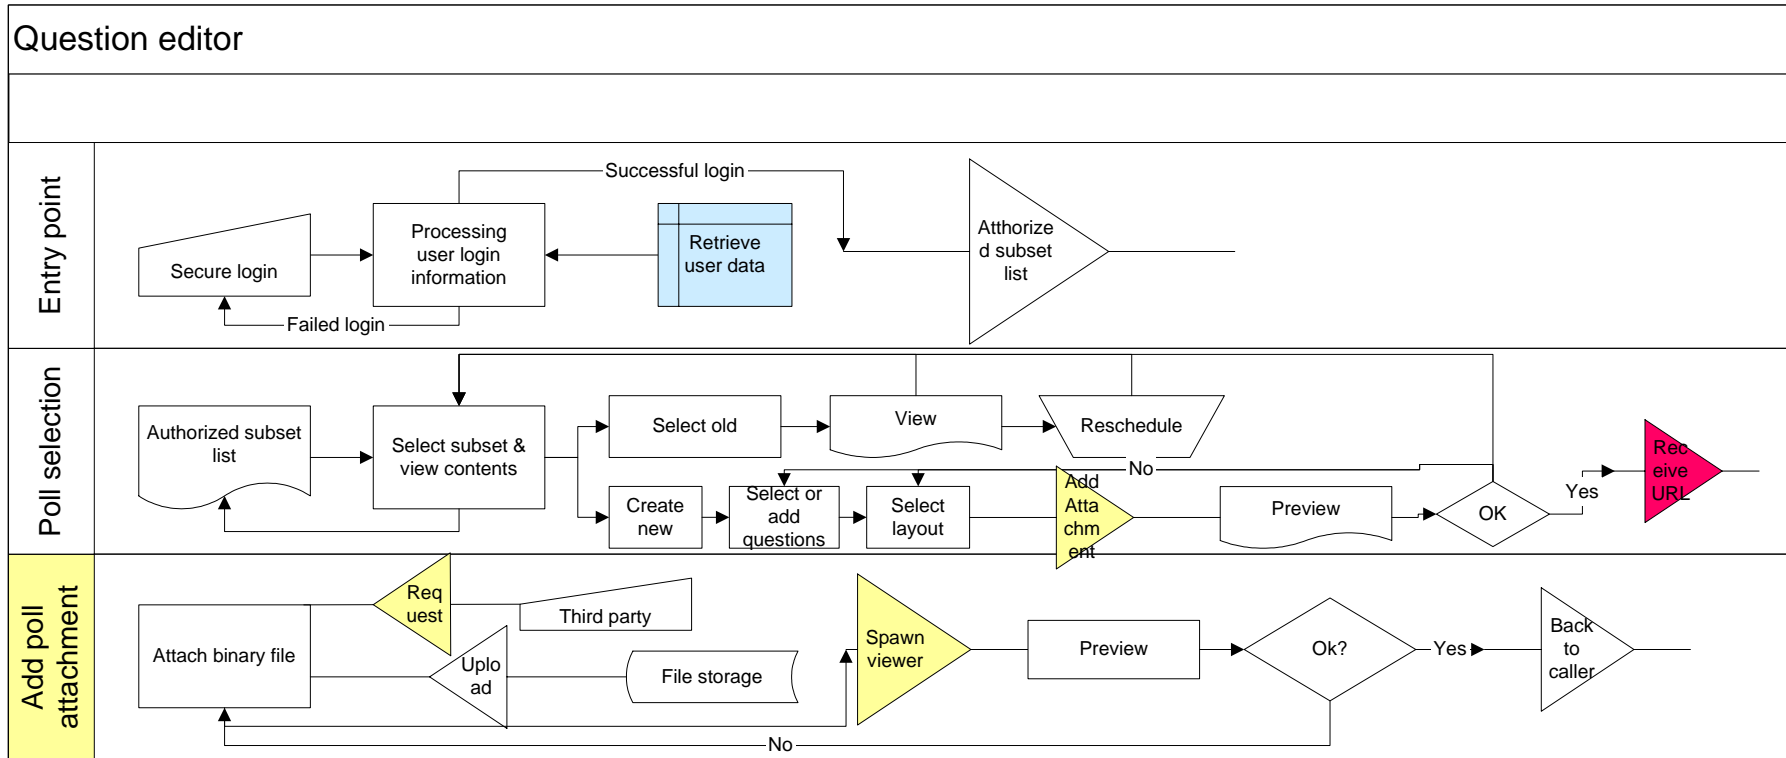 Question editor
Entry point
Successful login
Secure login
Processing
user login
information
Retrieve
user data
Atthorize
d subset
list
Failed login
Poll selection
Authorized subset
list
Select subset &
view contents
Select old
View
Reschedule
No
Create
new
Select or
add
questions
Select
layout
Add
Atta
chm
ent
Preview
OK
Yes
Rec
eive
URL
Add poll
attachment
Attach binary file
Req
uest
Third party
Uplo
ad
File storage
Spawn
viewer
Preview
Ok?
Yes
Back
to
caller
No